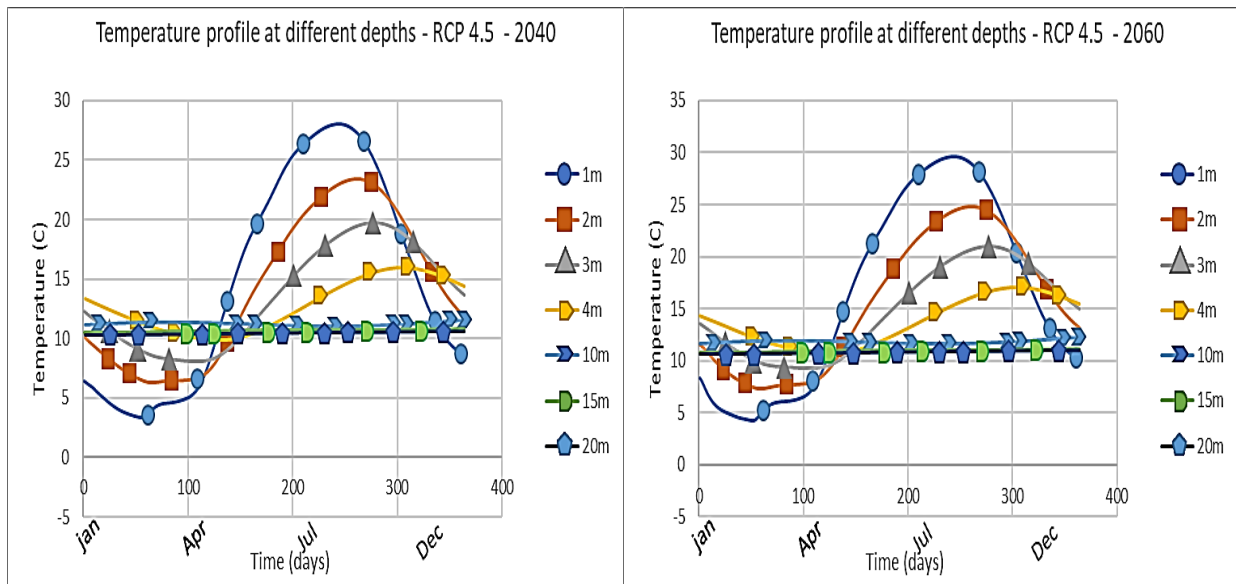 Temperature profile at different depths - RCP 4.5 - 2040
30
25
20
15
10
5
0
-5
0
100
200
300
400
jan
Apr
Jul
Dec
Temperature (C)
Time (days)
1m
2m
3m
4m
10m
15m
20m
Temperature profile at different depths - RCP 4.5 - 2060
35
30
25
20
15
10
5
0
-5
0
100
200
300
400
jan
Apr
Jul
Dec
Temperature (C)
Time (days)
1m
2m
3m
4m
10m
15m
20m